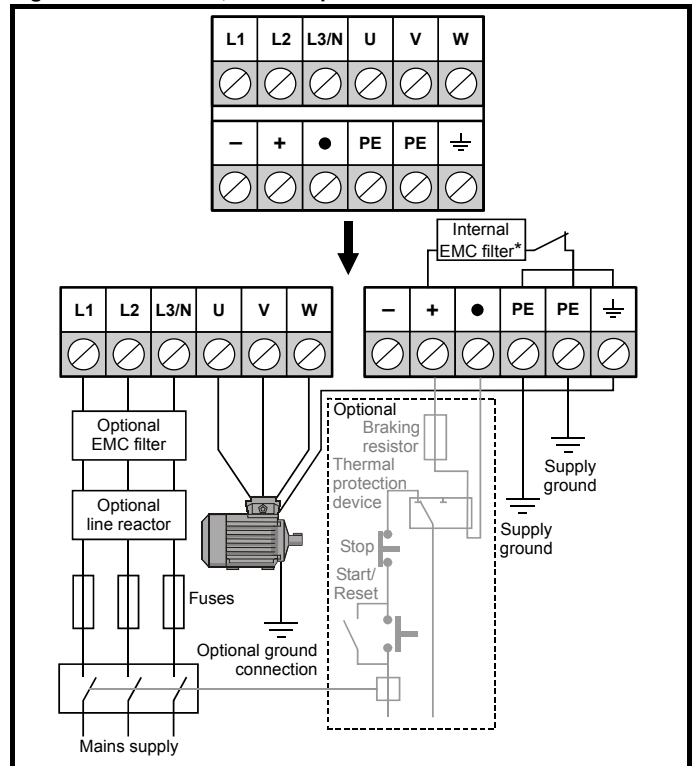 L1 L2 L3/N U V W
− + ● PE PE
Internal
EMC filter*
L1 L2 L3/N U V W
− + ● PE PE
Optional
EMC filter
Optional
line reactor
Fuses
Mains supply
Optional ground
connection
Optional
Braking
resistor
Thermal
protection
device
Stop
Start/
Reset
Supply
ground
Supply
ground